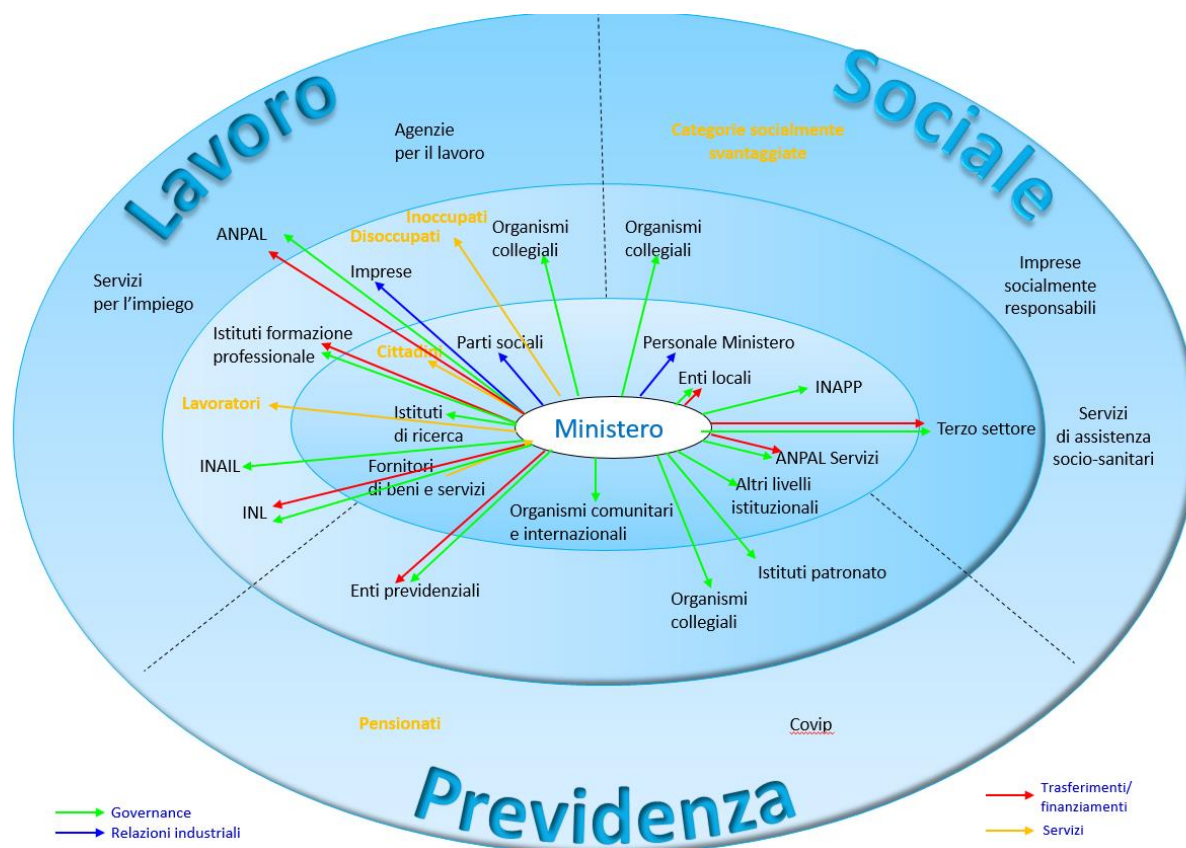 Lavoro
Sociale
Agenzie
per il lavoro
Categorie socialmente
svantaggiate
Inoccupati
Disoccupati
Organismi
collegiali
Organismi
collegiali
ANPAL
Servizi
per l'impiego
Imprese
Imprese
socialmente
responsabili
Istituti formazione
professionale
Cittadini
Parti sociali
Personale Ministero
Enti locali
INAPP
Lavoratori
Istituti
di ricerca
Ministero
Terzo settore
Servizi
di assistenza
socio-sanitari
INAIL
Fornitori
di beni e servizi
ANPAL Servizi
Altri livelli
istituzionali
INL
Organismi comunitari
e internazionali
Enti previdenziali
Istituti patronato
Organismi
collegiali
Pensionati
Covip
Previdenza
Governance
Relazioni industriali
Trasferimenti/
finanziamenti
Servizi